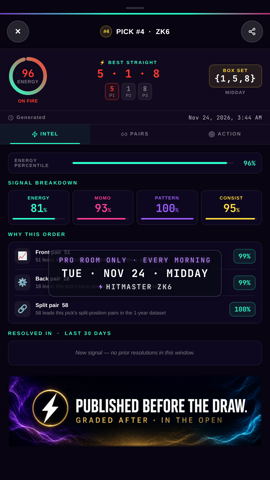 #4 PICK #4 · ZK6
96
ENERGY
ON FIRE
⚡ BEST STRAIGHT
5 · 1 · 8
5 1 8
P1 P2 P3
BOX SET
{1,5,8}
MIDDAY
Generated
Nov 24, 2026, 3:44 AM
INTEL
PAIRS
ACTION
ENERGY PERCENTILE
96%
SIGNAL BREAKDOWN
ENERGY
81%
MOMO
93%
PATTERN
100%
CONSIST
95%
WHY THIS ORDER
Front pair 51
99%
PRO ROOM ONLY · EVERY MORNING
TUE · NOV 24 · MIDDAY
HITMASTER ZK6
Back
99%
Split pair 58
58 leads this pick's split-position pairs in the 1-year dataset
100%
RESOLVED IN · LAST 30 DAYS
New signal — no prior resolutions in this window.
PUBLISHED BEFORE THE DRAW.
GRADED AFTER · IN THE OPEN